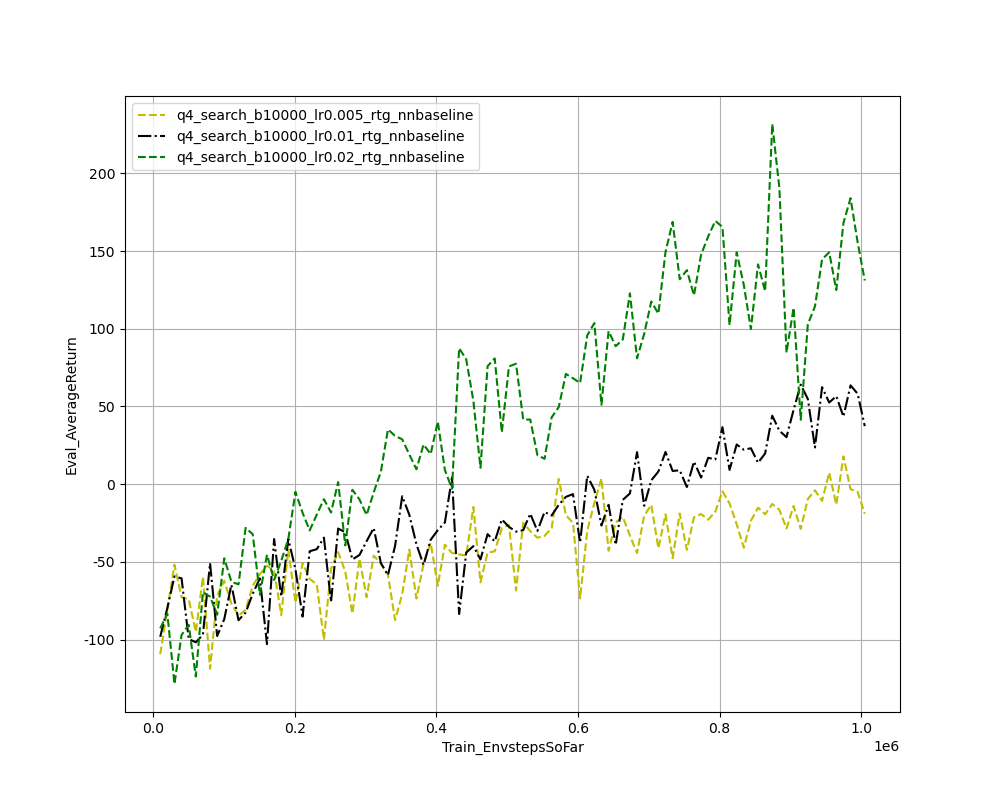 q4_search_b10000_lr0.005_rtg_nnbaseline
q4_search_b10000_lr0.01_rtg_nnbaseline
q4_search_b10000_lr0.02_rtg_nnbaseline
200
150
100
50
0
-50
-100
Eval_AverageReturn
0.0 0.2 0.4 0.6 0.8 1.0
1e6
Train_EnvstepsSoFar